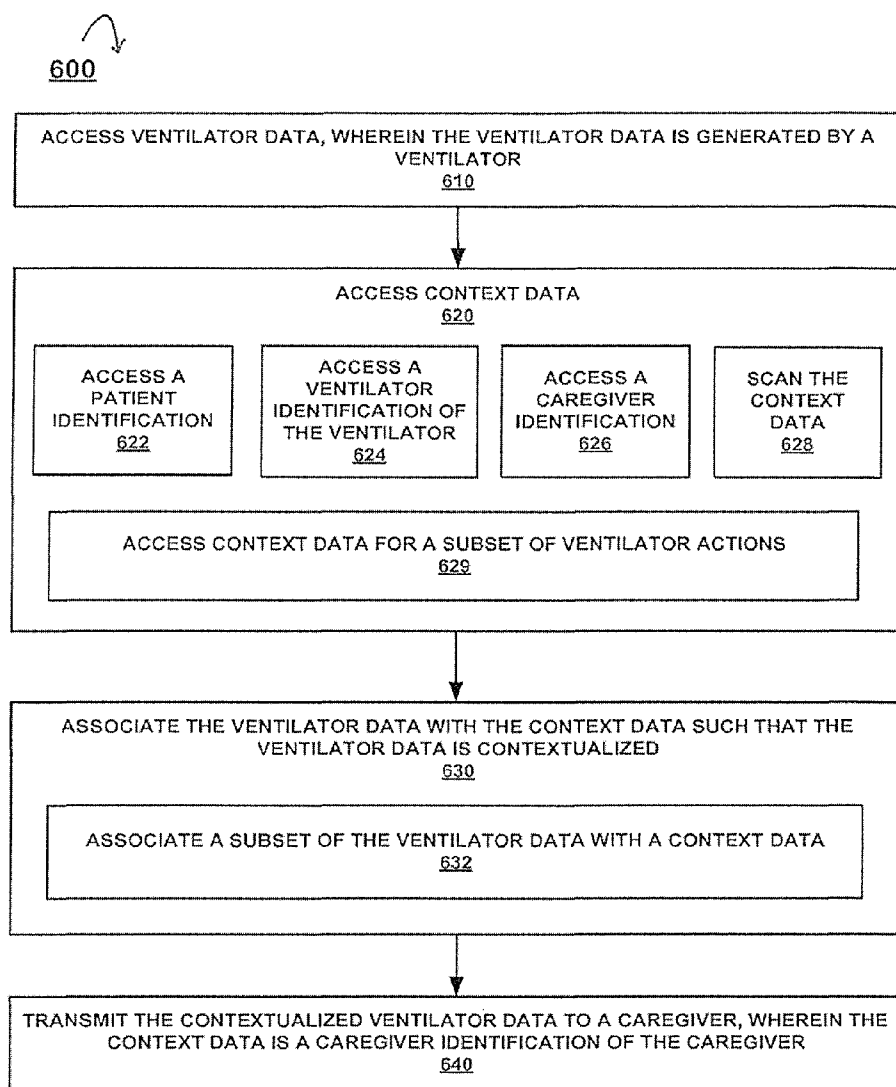 600
ACCESS VENTILATOR DATA, WHEREIN THE VENTILATOR DATA IS GENERATED BY A
VENTILATOR
610
ACCESS CONTEXT DATA
620
ACCESS A
PATIENT
IDENTIFICATION
622
ACCESS A
VENTILATOR
IDENTIFICATION OF
THE VENTILATOR
624
ACCESS A
CAREGIVER
IDENTIFICATION
626
SCAN THE
CONTEXT
DATA
628
ACCESS CONTEXT DATA FOR A SUBSET OF VENTILATOR ACTIONS
629
ASSOCIATE THE VENTILATOR DATA WITH THE CONTEXT DATA SUCH THAT THE
VENTILATOR DATA IS CONTEXTUALIZED
630
ASSOCIATE A SUBSET OF THE VENTILATOR DATA WITH A CONTEXT DATA
632
TRANSMIT THE CONTEXTUALIZED VENTILATOR DATA TO A CAREGIVER, WHEREIN THE
CONTEXT DATA IS A CAREGIVER IDENTIFICATION OF THE CAREGIVER
640